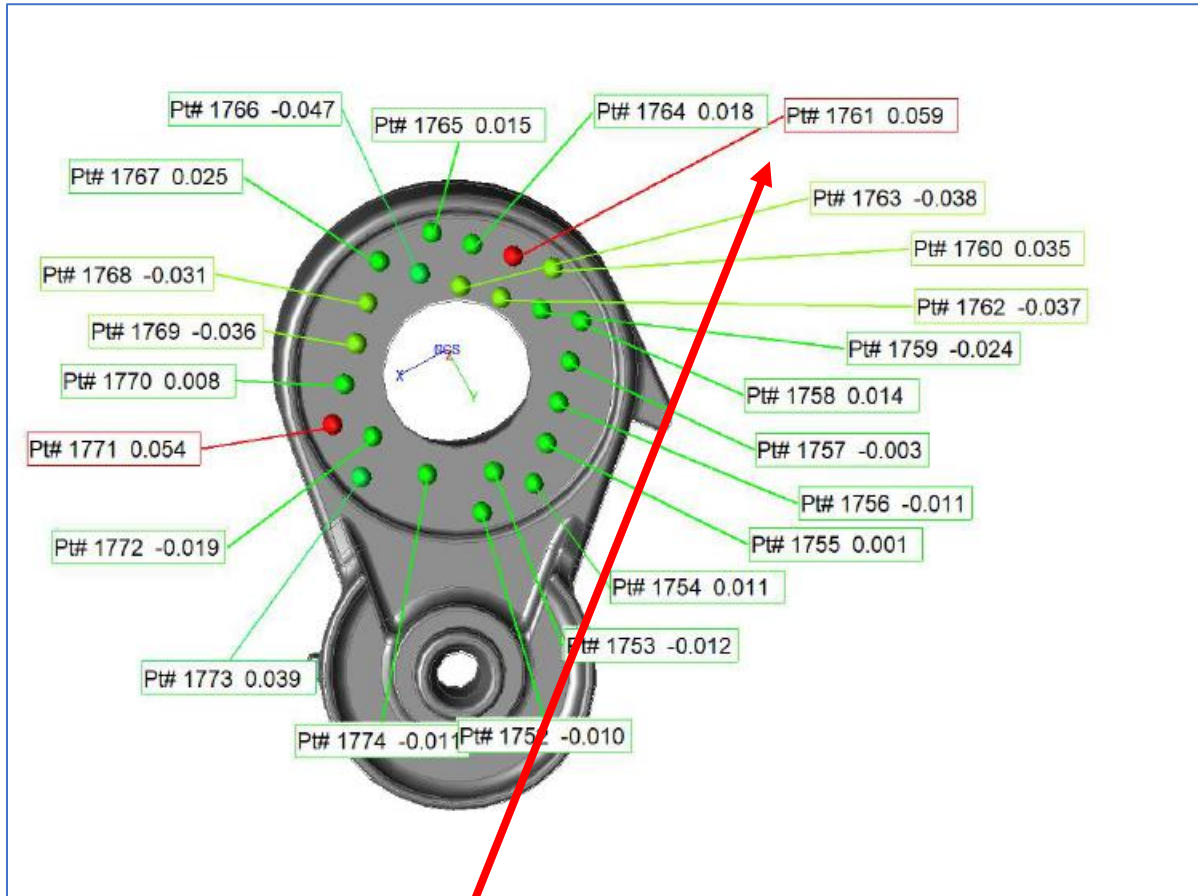 Pt# 1766 -0.047
Pt# 1765 0.015
Pt# 1764 0.018
Pt# 1761 0.059
Pt# 1767 0.025
Pt# 1763 -0.038
Pt# 1760 0.035
Pt# 1768 -0.031
Pt# 1762 -0.037
Pt# 1769 -0.036
Pt# 1759 -0.024
Pt# 1770 0.008
Pt# 1758 0.014
Pt# 1771 0.054
Pt# 1757 -0.003
Pt# 1756 -0.011
Pt# 1772 -0.019
Pt# 1755 0.001
Pt# 1754 0.011
Pt# 1753 -0.012
Pt# 1773 0.039
Pt# 1774 -0.011
Pt# 1752 -0.010
X
Y